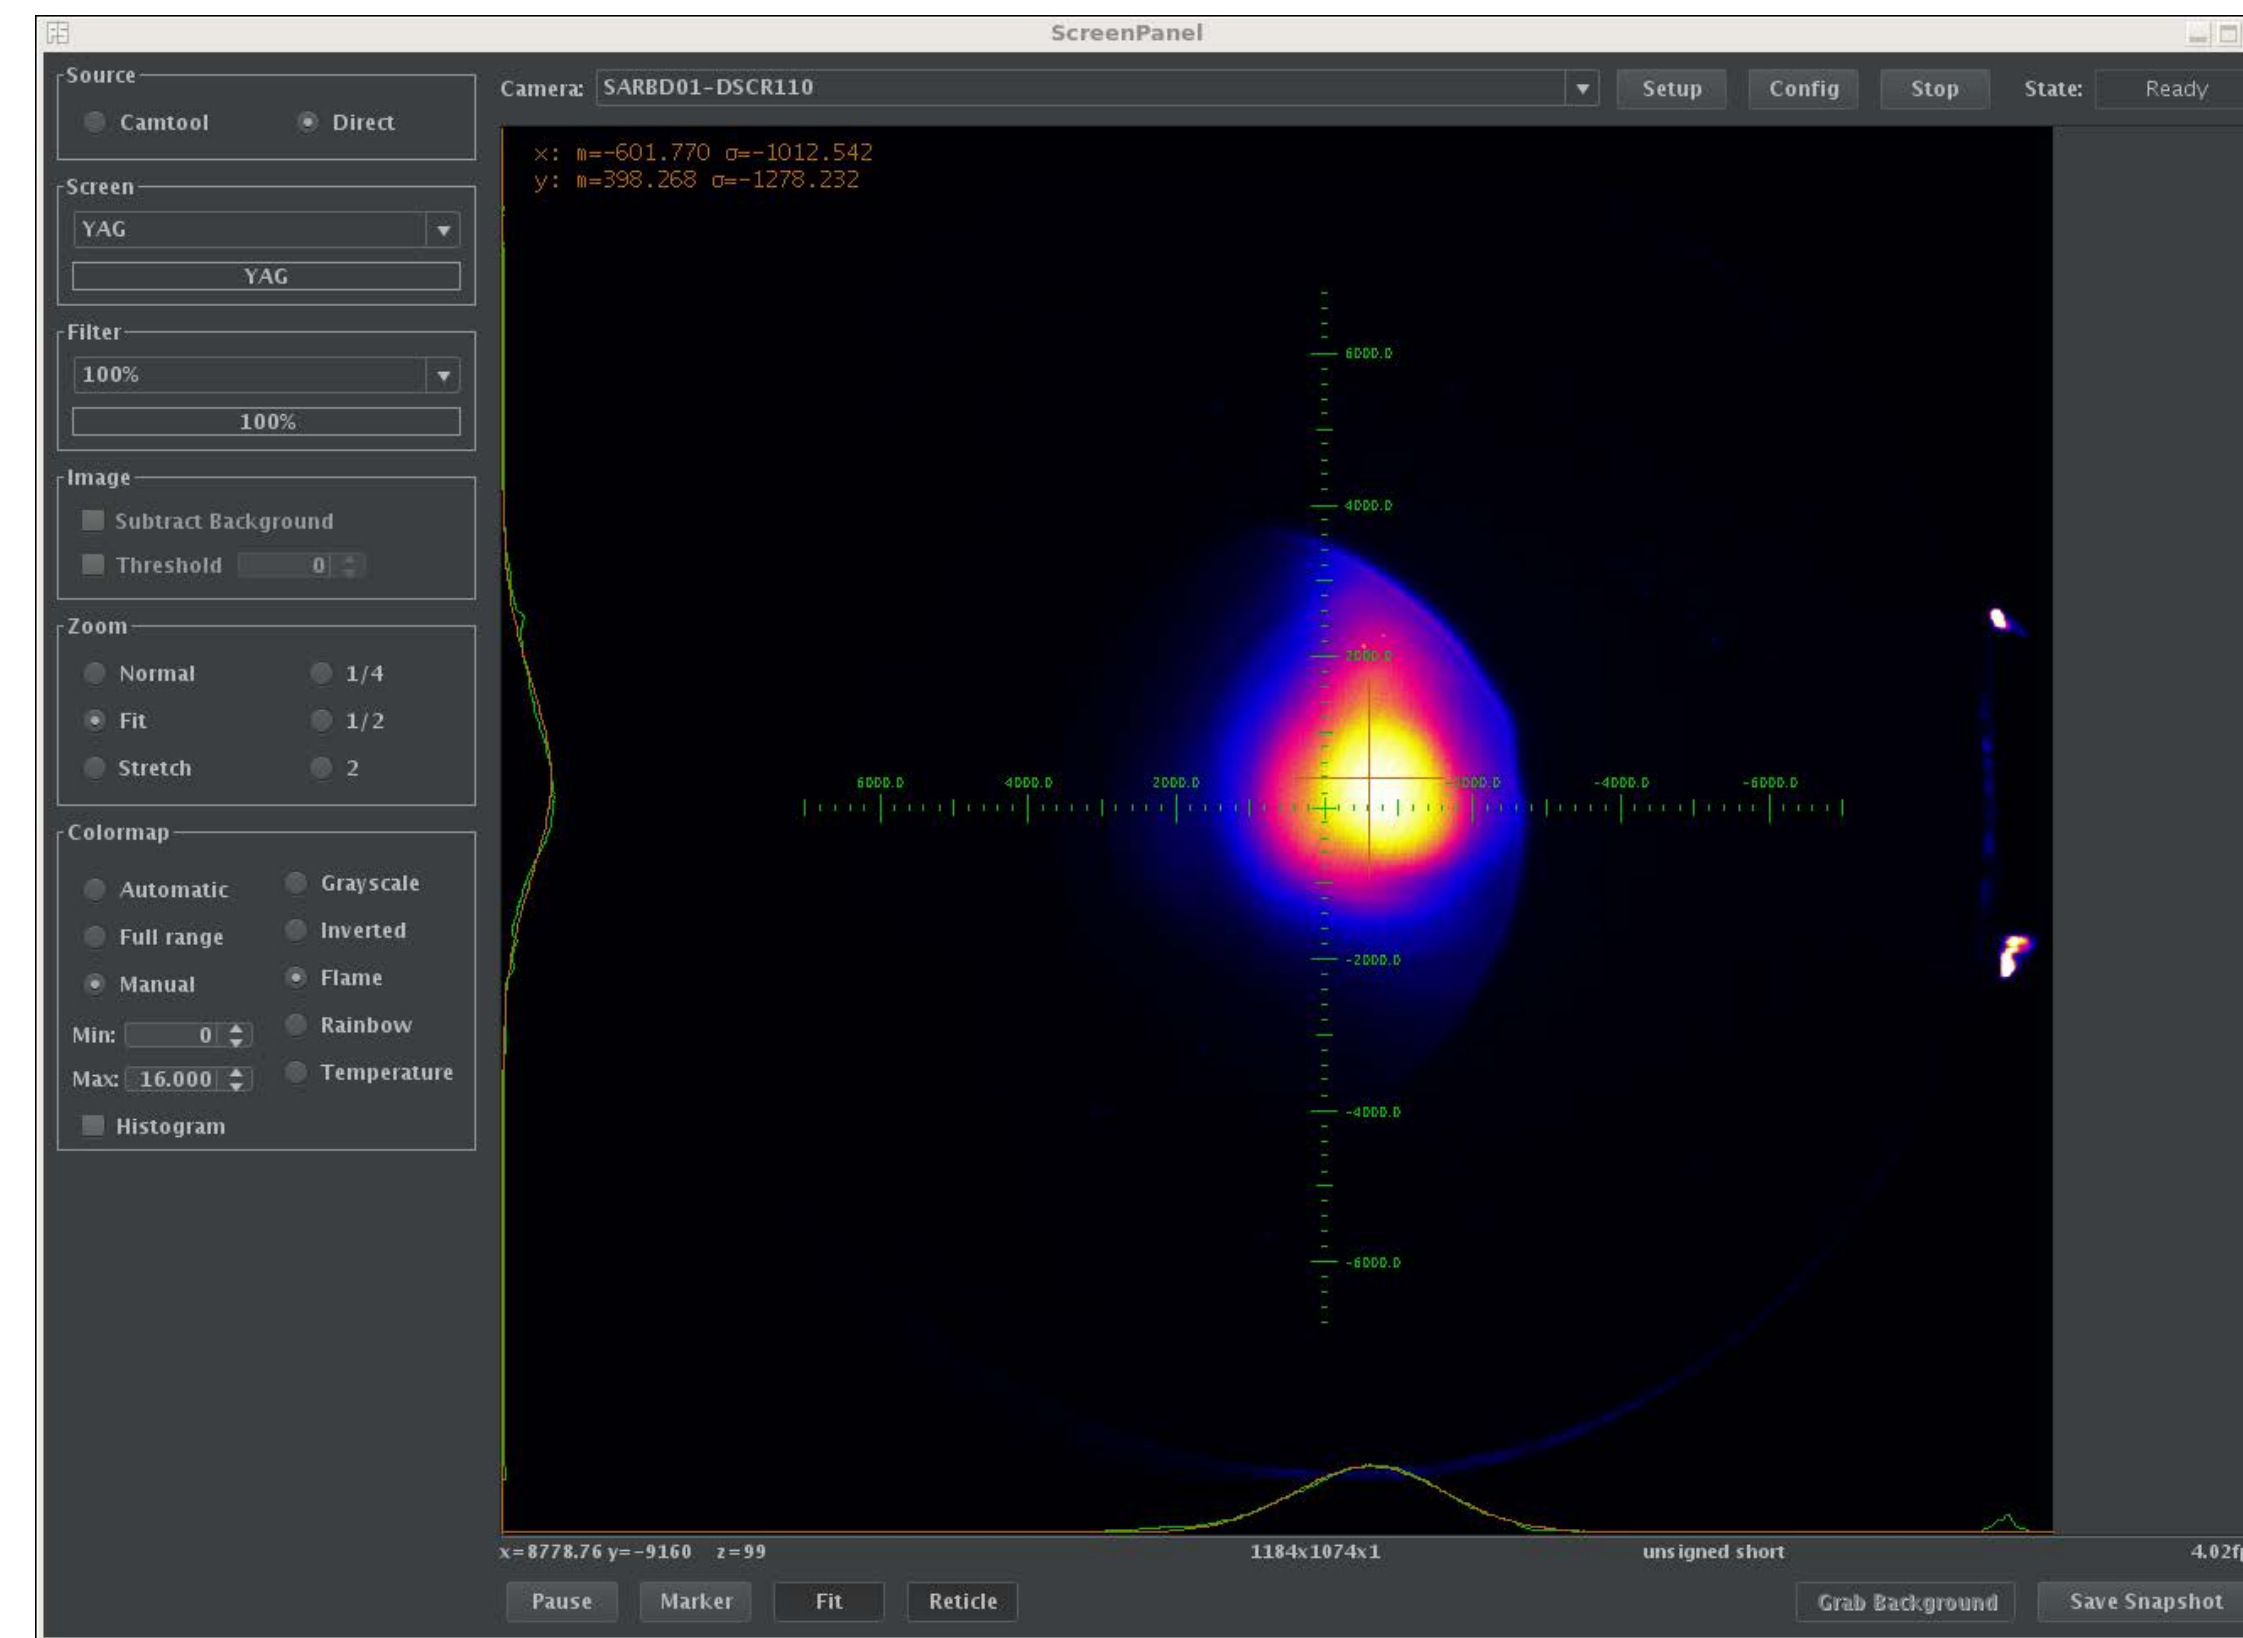 ScreenPanel
Source
Camtool Direct
Screen
YAG
YAG
Filter
100%
100%
Image
Subtract Background
Threshold 0
Zoom
Normal 1/4
Fit 1/2
Stretch 2
Colormap
Automatic Grayscale
Full range Inverted
Manual Flame
Min: 0 Rainbow
Max: 16.000 Temperature
Histogram
Camera: SARBD01-DSCR110 Setup Config Stop State: Ready
x: m=-601.770 σ=-1012.542
y: m=398.268 σ=-1278.232
6000.0
4000.0
2000.0
6000.0 4000.0 2000.0 -4000.0 -6000.0
-2000.0
-4000.0
-6000.0
x=8778.76 y=-9160 z=99 1184x1074x1 unsigned short 4.02f
Pause Marker Fit Reticle Grab Background Save Snapshot